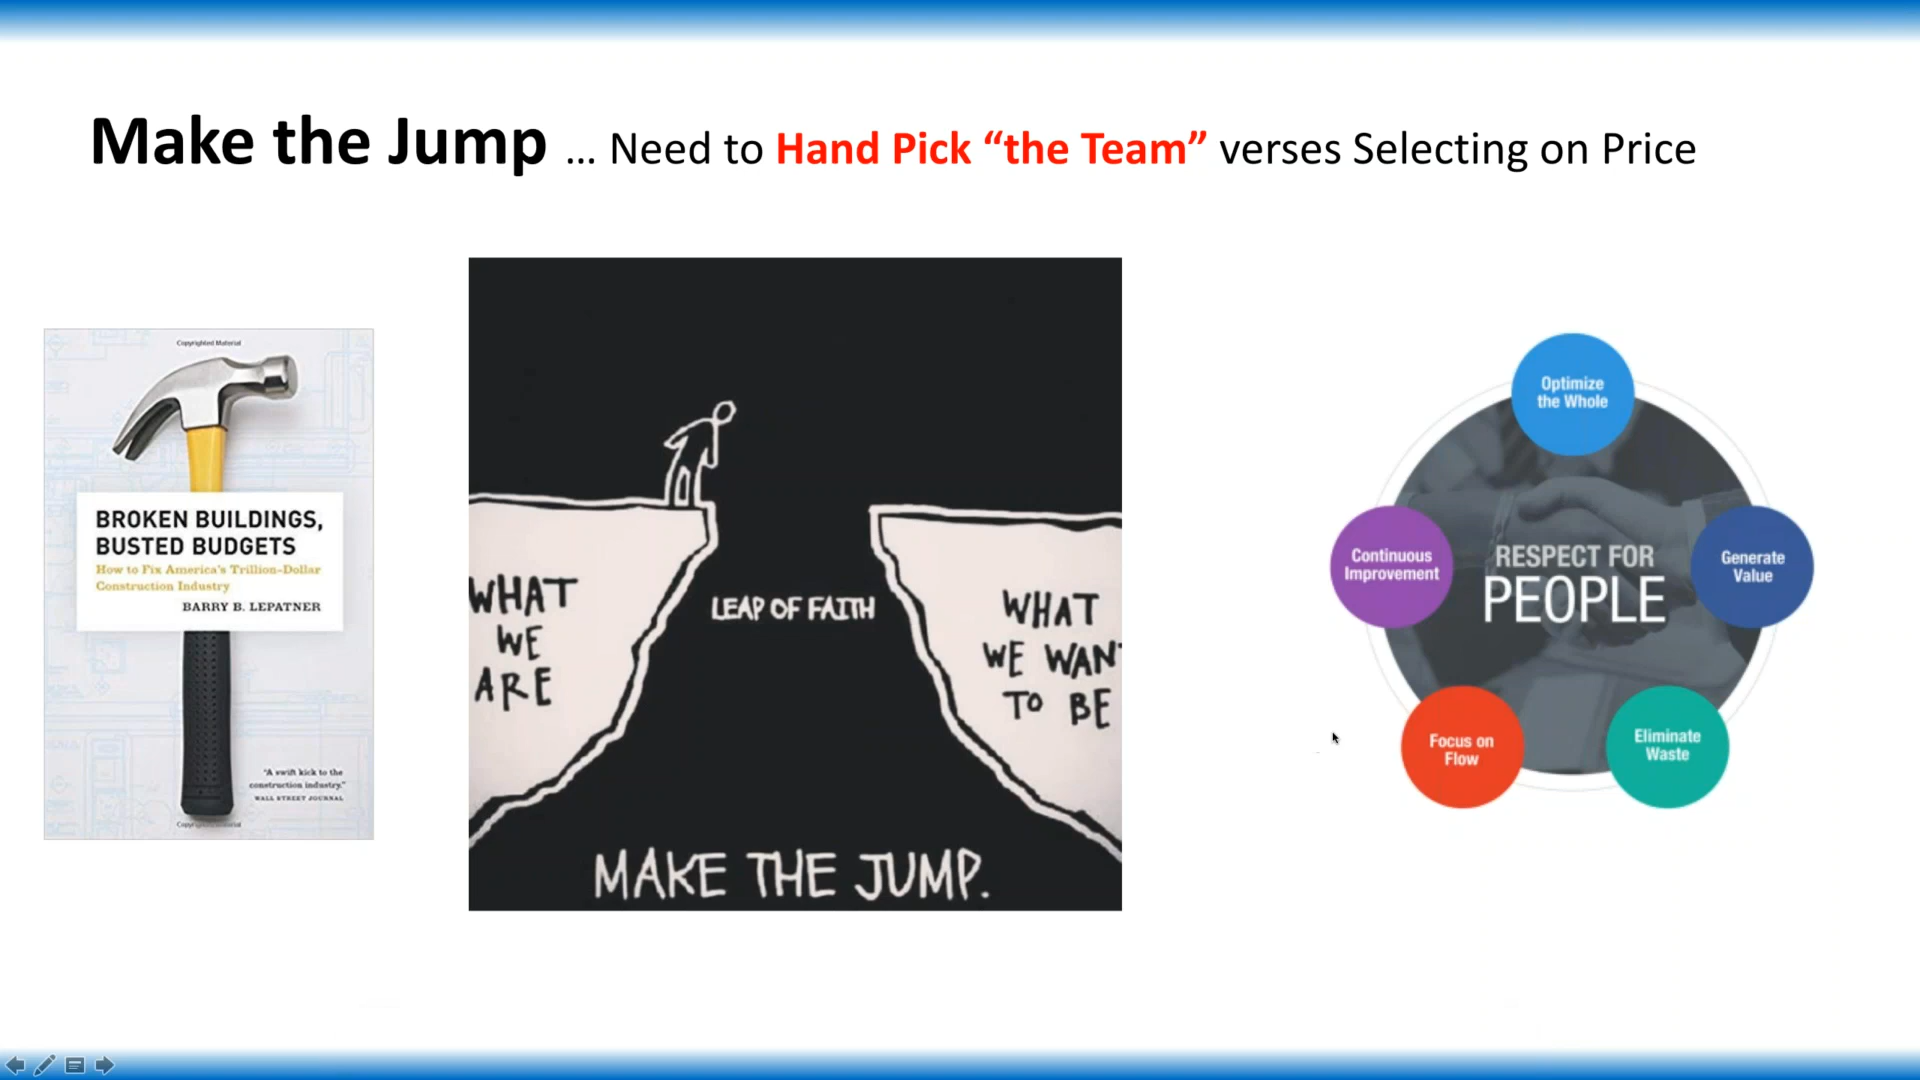 Make the Jump ... Need to Hand Pick “the Team” verses Selecting on Price
Copyrighted Material
BROKEN BUILDINGS,
BUSTED BUDGETS
How to Fix America's Trillion-Dollar
Construction Industry
BARRY B. LEPATNER
"A swift kick to the
construction industry."
WALL STREET JOURNAL
Copyrighted Material
WHAT
WE
ARE
LEAP OF FAITH
WHAT
WE WAN
TO BE
MAKE THE JUMP.
Optimize
the Whole
Continuous
Improvement
RESPECT FOR
PEOPLE
Generate
Value
Focus on
Flow
Eliminate
Waste